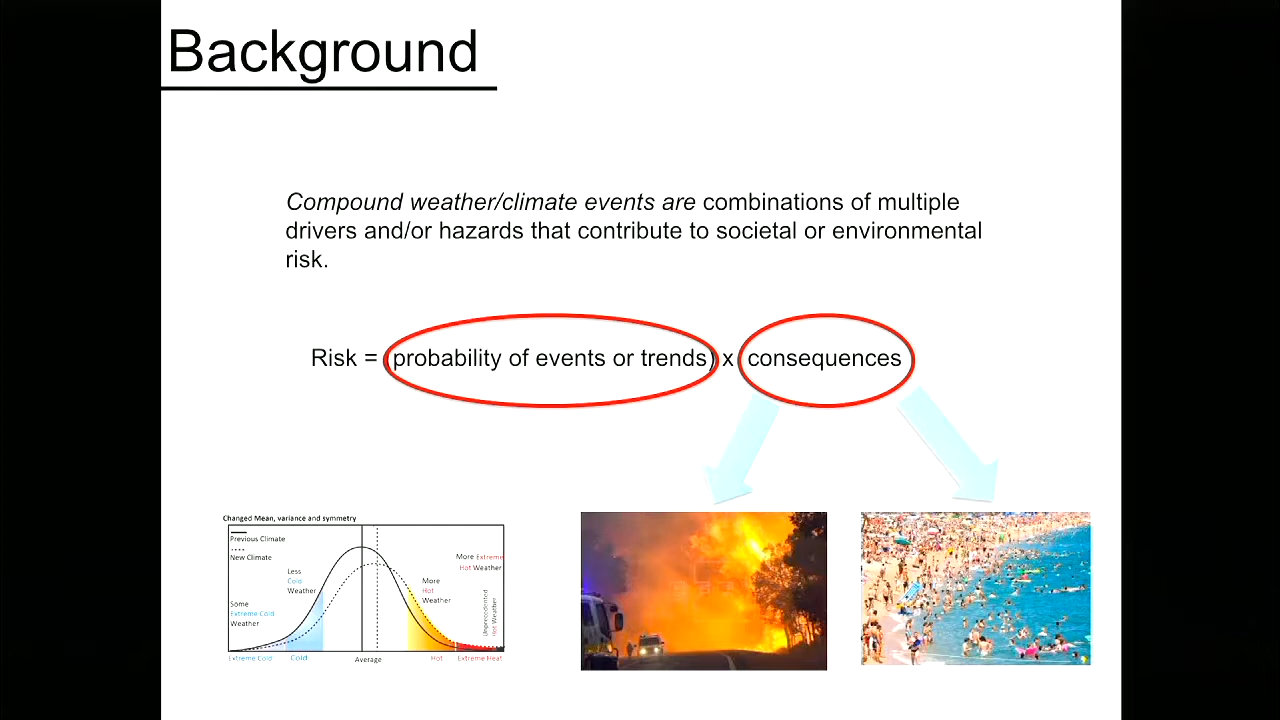 Background
Compound weather/climate events are combinations of multiple
drivers and/or hazards that contribute to societal or environmental
risk.
Risk = (probability of events or trends) x (consequences)
Changed Mean, variance and symmetry
Previous Climate
New Climate
Less
Cold
Weather
Some
Extreme Cold
Weather
More
Hot
Weather
More Extreme
Hot Weather
Unprecedented
Hot Weather
Extreme Cold
Cold
Average
Hot
Extreme Heat